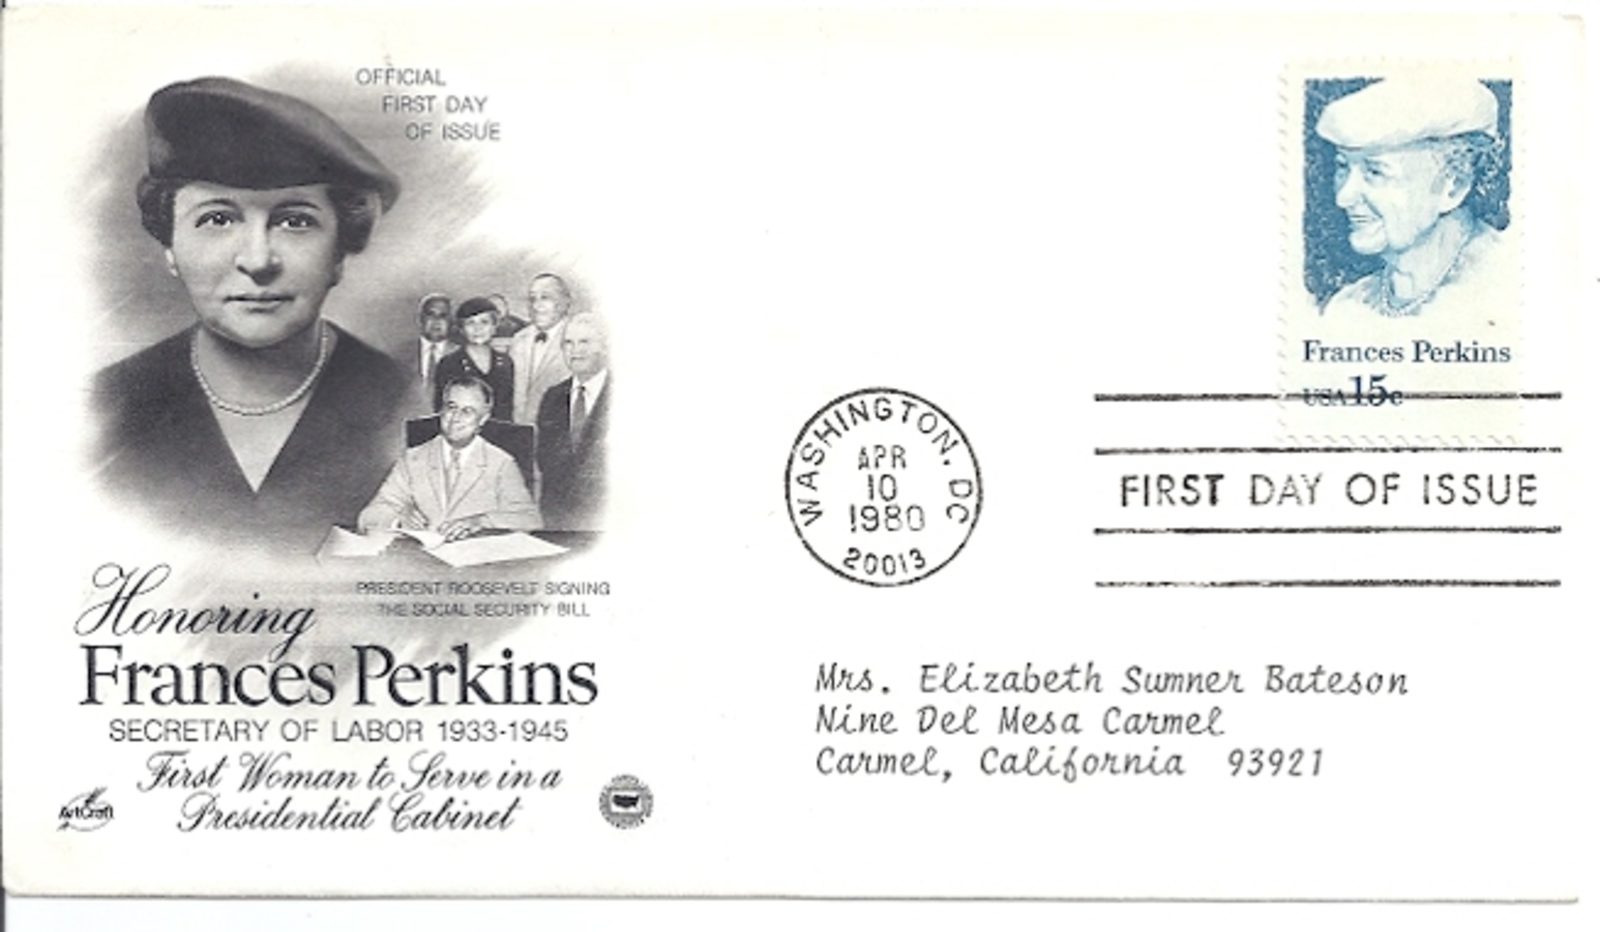 OFFICIAL
FIRST DAY
OF ISSUE
PRESIDENT ROOSEVELT SIGNING
THE SOCIAL SECURITY BILL
Honoring
Frances Perkins
SECRETARY OF LABOR 1933-1945
First Woman to Serve in a
Presidential Cabinet
ArtCraft
Frances Perkins
USA 15c
WASHINGTON, DC
APR
10
1980
20013
FIRST DAY OF ISSUE
Mrs. Elizabeth Sumner Bateson
Nine Del Mesa Carmel
Carmel, California 93921